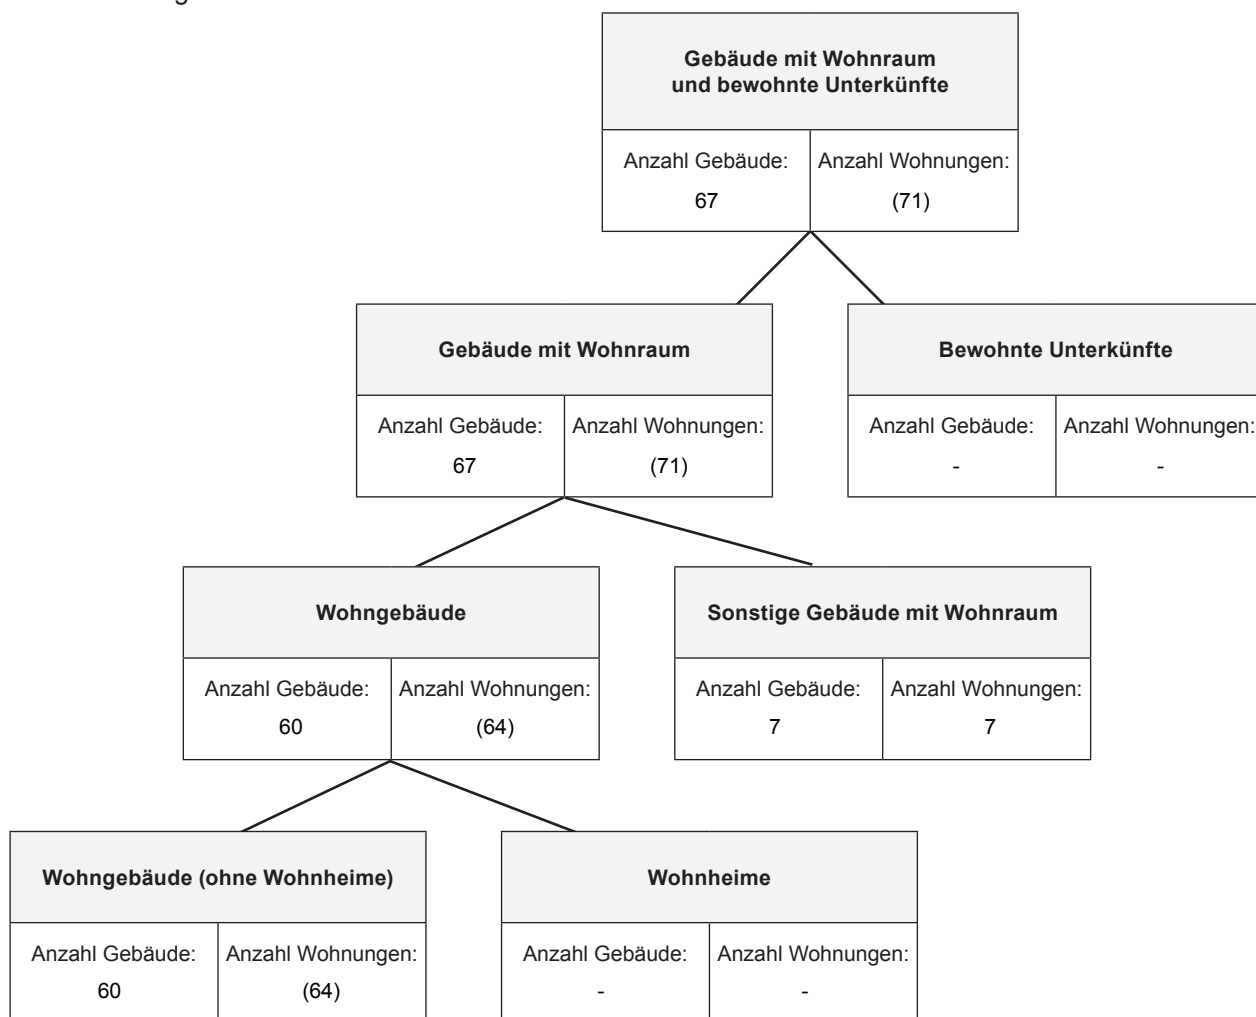 Gebäude mit Wohnraum
und bewohnte Unterkünfte
Anzahl Gebäude: Anzahl Wohnungen:
67 (71)
Gebäude mit Wohnraum Bewohnte Unterkünfte
Anzahl Gebäude: Anzahl Wohnungen: Anzahl Gebäude: Anzahl Wohnungen:
67 (71) - -
Wohngebäude Sonstige Gebäude mit Wohnraum
Anzahl Gebäude: Anzahl Wohnungen: Anzahl Gebäude: Anzahl Wohnungen:
60 (64) 7 7
Wohngebäude (ohne Wohnheime) Wohnheime
Anzahl Gebäude: Anzahl Wohnungen: Anzahl Gebäude: Anzahl Wohnungen:
60 (64) - -